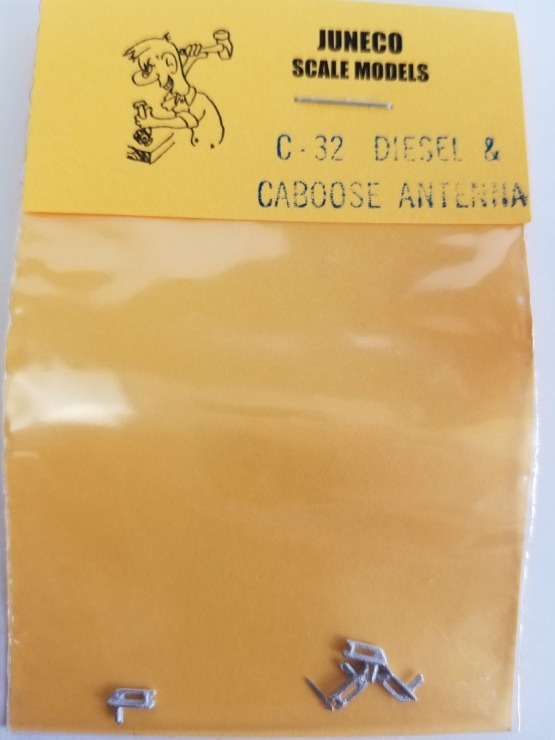 JUNECO
SCALE MODELS
C-32 DIESEL &
CABOOSE ANTENNA